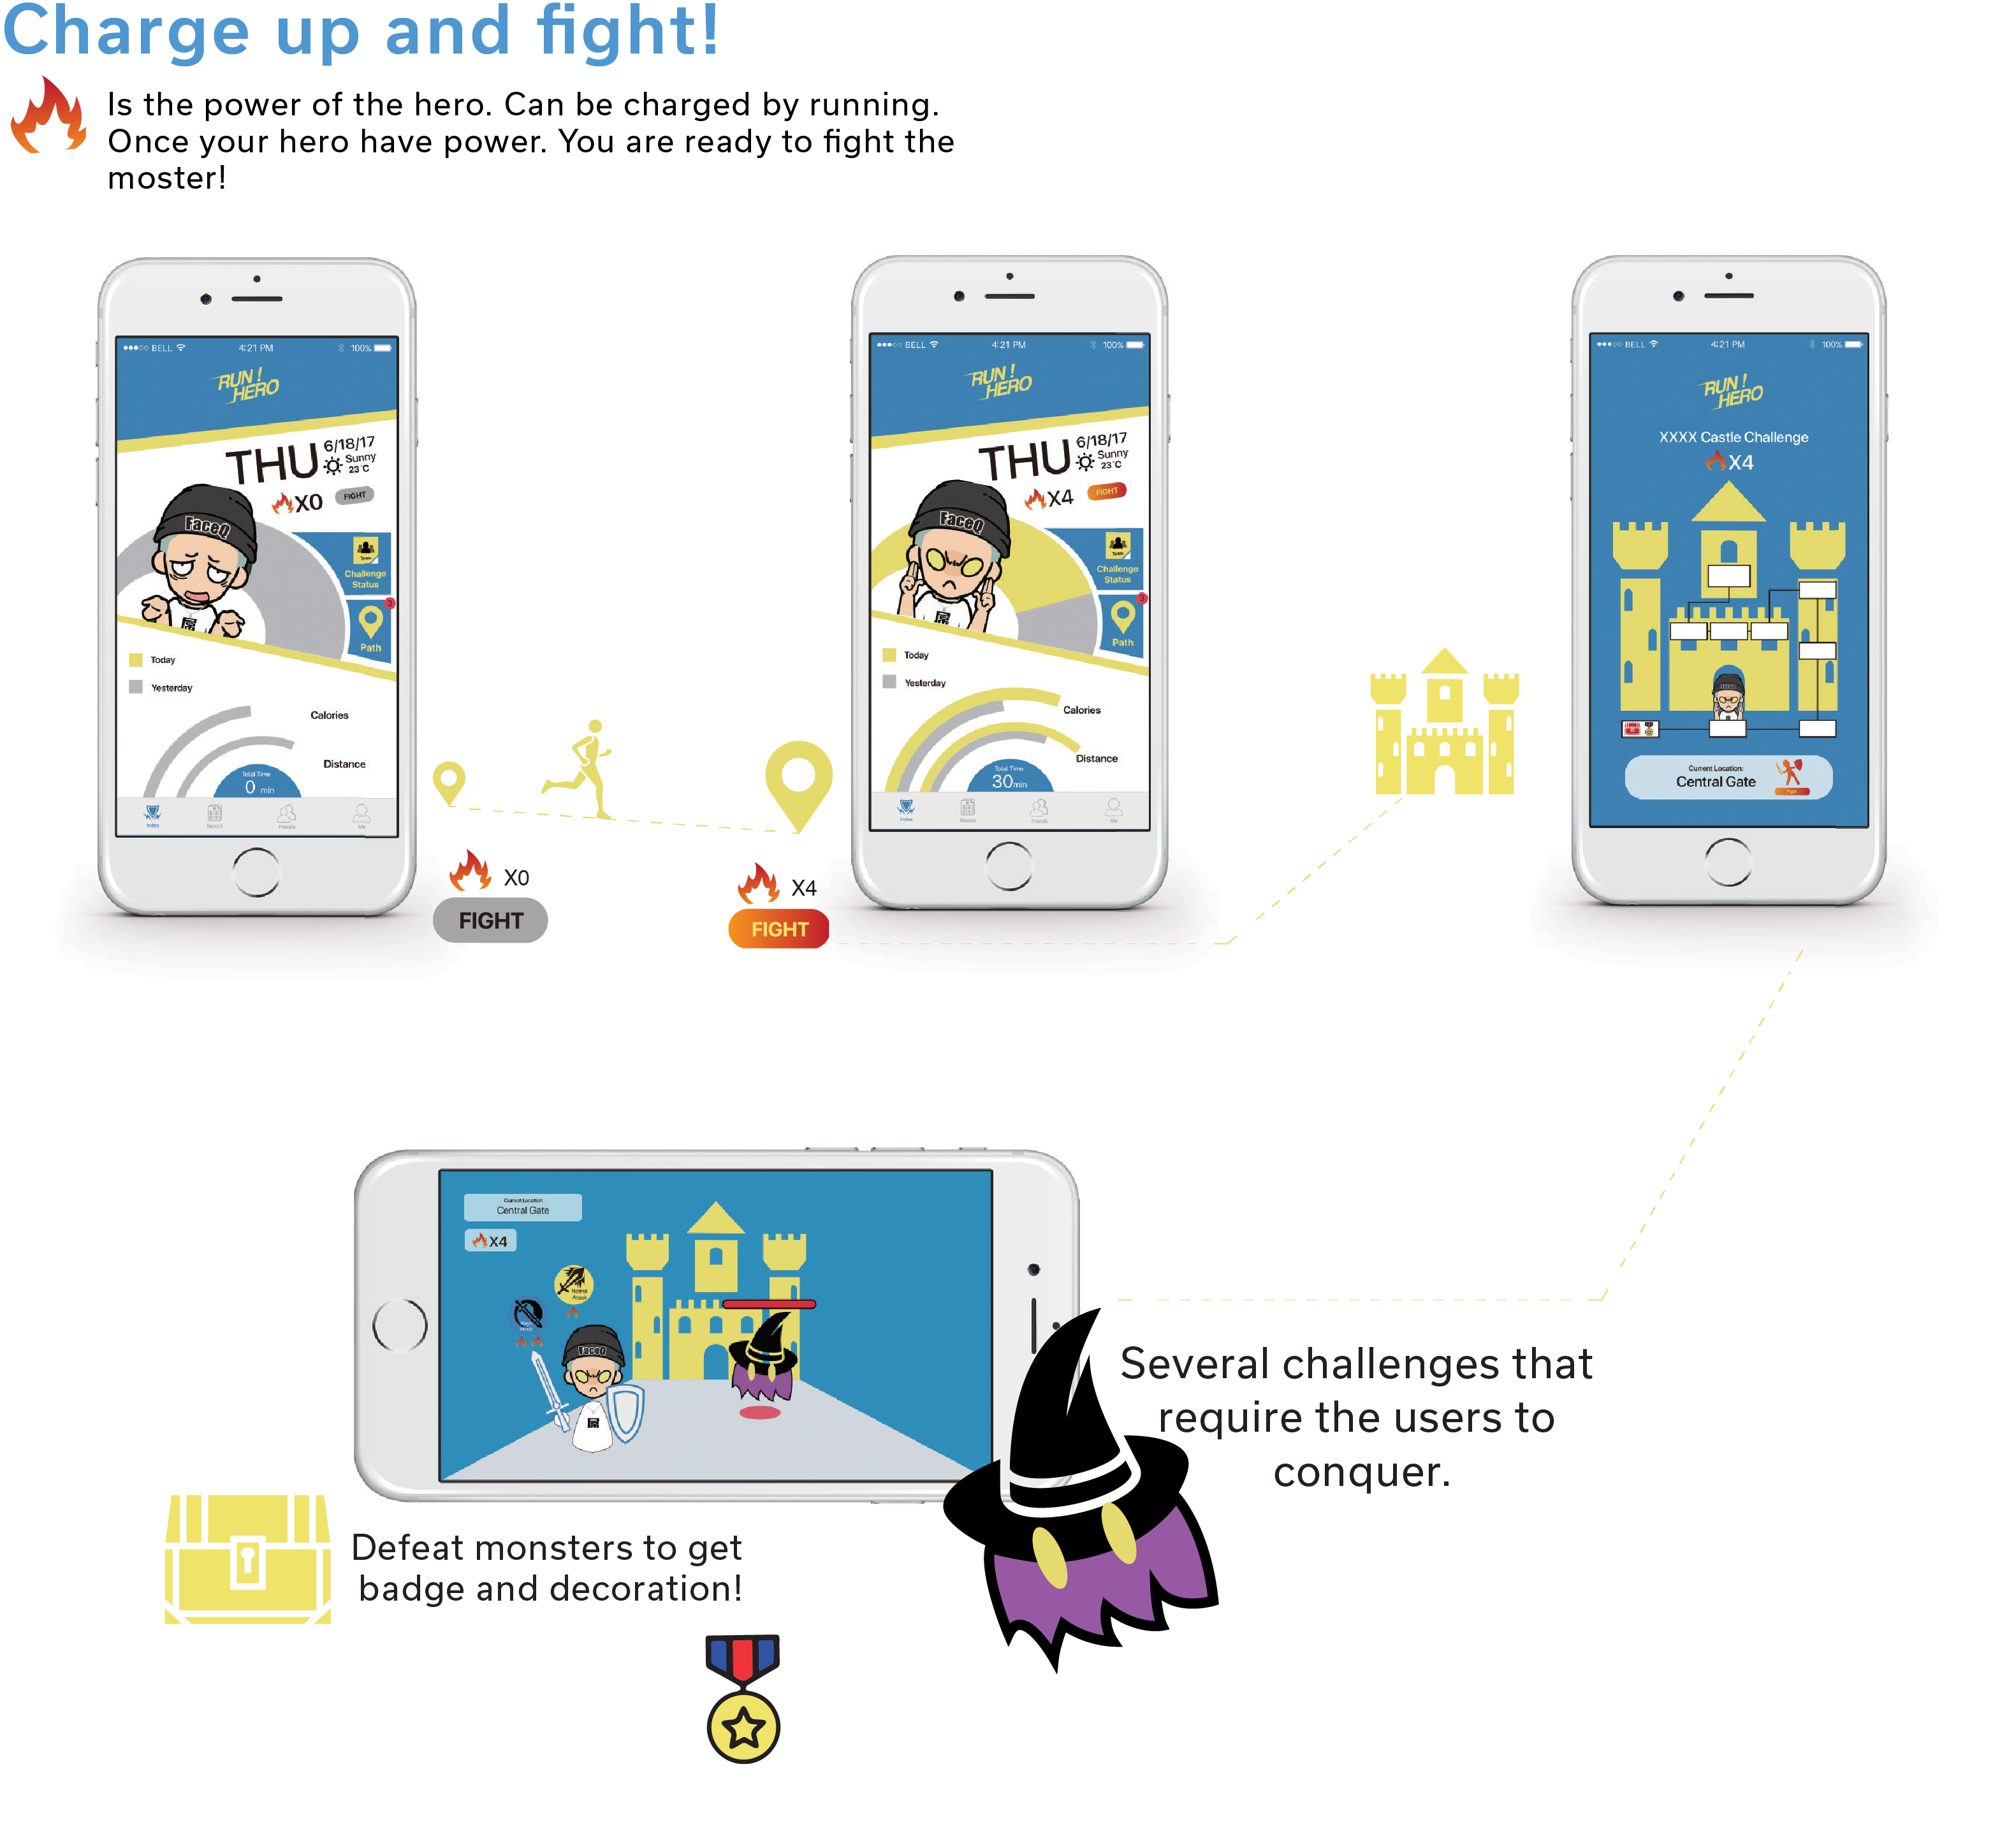 Charge up and fight!
Is the power of the hero. Can be charged by running.
Once your hero have power. You are ready to fight the
moster!
BELL 4:21 PM 100%
RUN!
HERO
THU 6/18/17
Sunny
23°C
X0 FIGHT
FaceQ
Team
Challenge
Status
3
Path
Today
Yesterday
Calories
Distance
Total Time
0 min
Index Record Friends Me
X0
FIGHT
X4
FIGHT
BELL 4:21 PM 100%
RUN!
HERO
THU 6/18/17
Sunny
23°C
X4 FIGHT
FaceQ
Team
Challenge
Status
3
Path
Today
Yesterday
Calories
Distance
Total Time
30min
Index Record Friends Me
BELL 4:21 PM 100%
RUN!
HERO
XXXX Castle Challenge
X4
FaceQ
Current Location:
Central Gate
Fight
Current Location
Central Gate
X4
Normal
Attack
FaceQ
Several challenges that
require the users to
conquer.
Defeat monsters to get
badge and decoration!